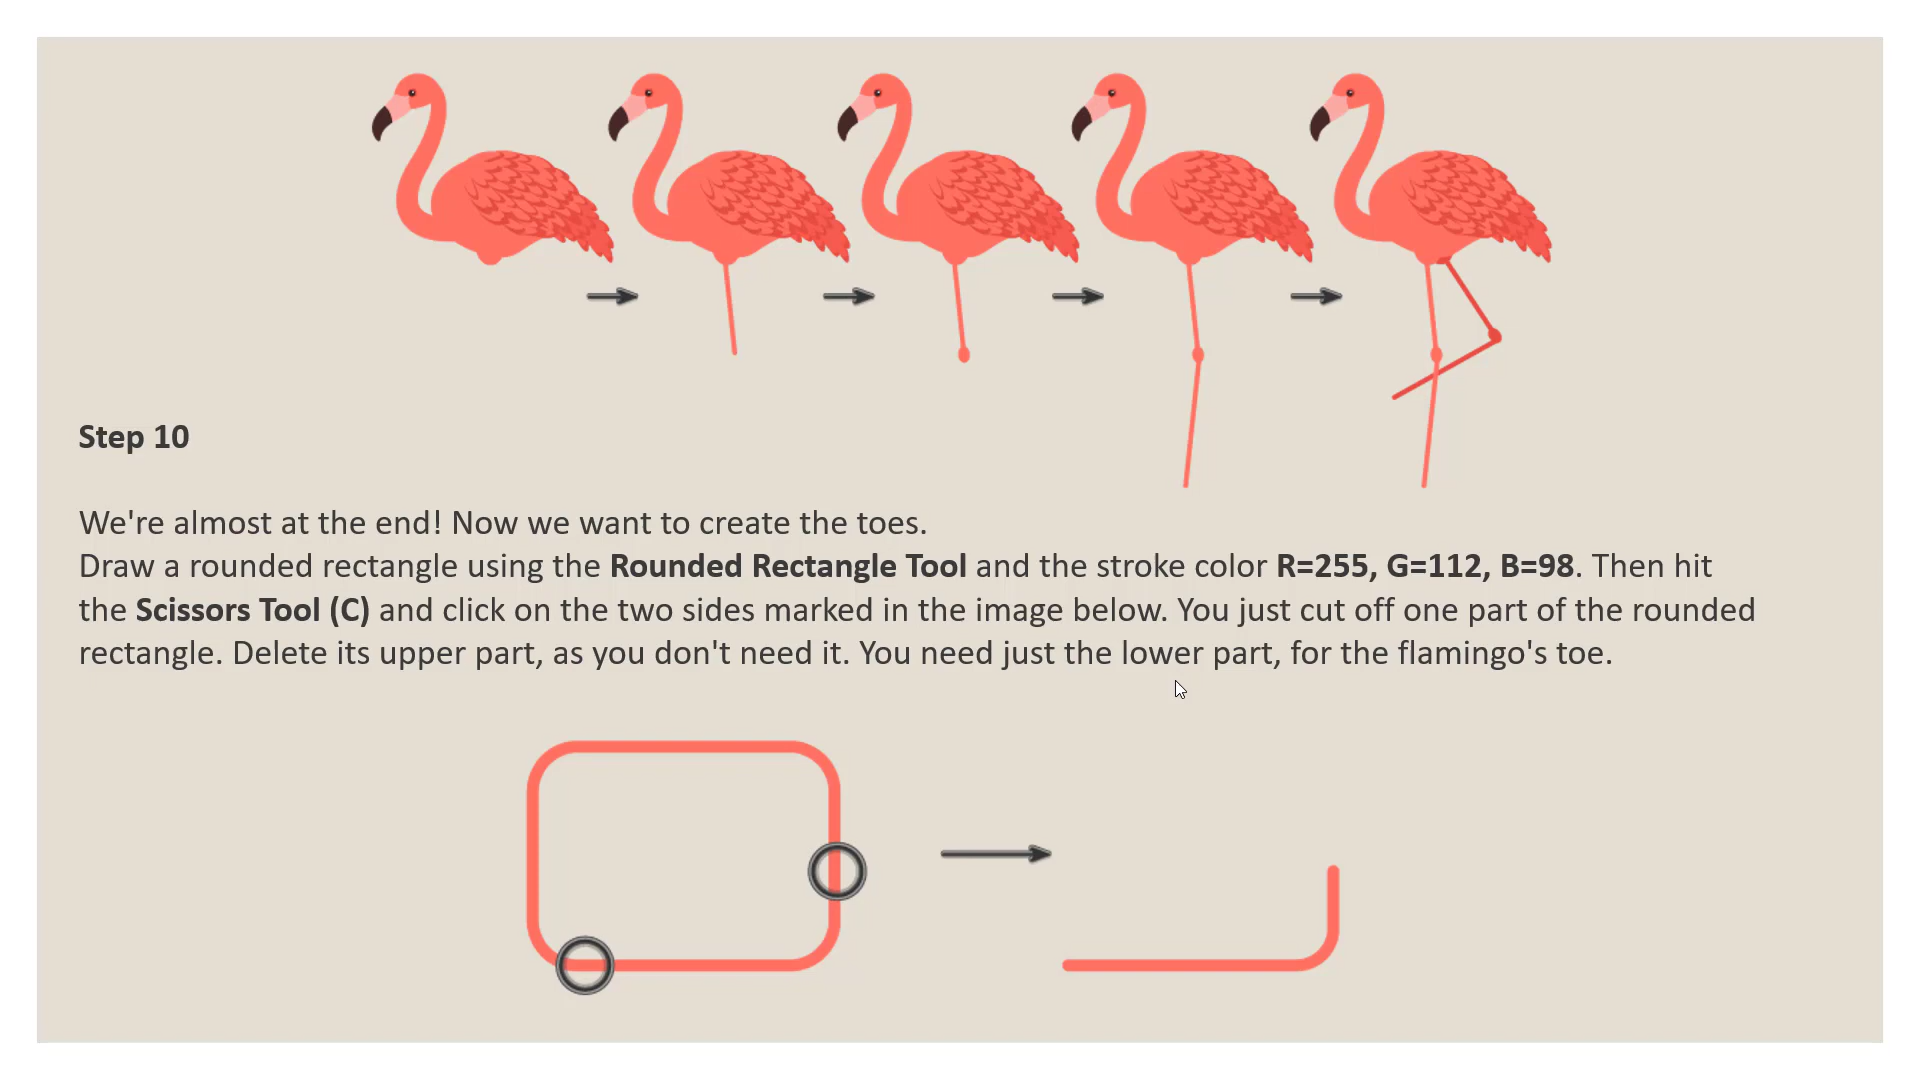 Step 10
We're almost at the end! Now we want to create the toes.
Draw a rounded rectangle using the Rounded Rectangle Tool and the stroke color R=255, G=112, B=98. Then hit
the Scissors Tool (C) and click on the two sides marked in the image below. You just cut off one part of the rounded
rectangle. Delete its upper part, as you don't need it. You need just the lower part, for the flamingo's toe.